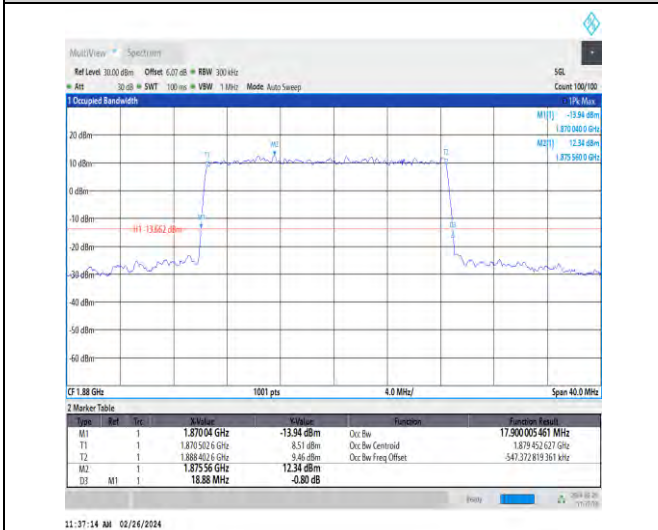 MultiView Spectrum
Ref Level 30.00 dBm Offset 6.07 dB RBW 300 kHz SGL
Att 30 dB SWT 100 ms VBW 1 MHz Mode Auto Sweep Count 100/100
1 Occupied Bandwidth 1Pk Max
M1[1] -13.94 dBm
1.870 040 0 GHz
M2[1] 12.34 dBm
1.875 560 0 GHz
20 dBm
M2
T1 T2
10 dBm
0 dBm
-10 dBm
M1 D3
H1 -13.662 dBm
-20 dBm
-30 dBm
-40 dBm
-50 dBm
-60 dBm
CF 1.88 GHz 1001 pts 4.0 MHz/ Span 40.0 MHz
2 Marker Table
Type Ref Trc X-Value Y-Value Function Function Result
M1 1 1.870 04 GHz -13.94 dBm Occ Bw 17.900 005 461 MHz
T1 1 1.870 502 6 GHz 8.51 dBm Occ Bw Centroid 1.879 452 627 GHz
T2 1 1.888 402 6 GHz 9.46 dBm Occ Bw Freq Offset -547.372 819 361 kHz
M2 1 1.875 56 GHz 12.34 dBm
D3 M1 1 18.88 MHz -0.80 dB
11:37:14 AM 02/26/2024